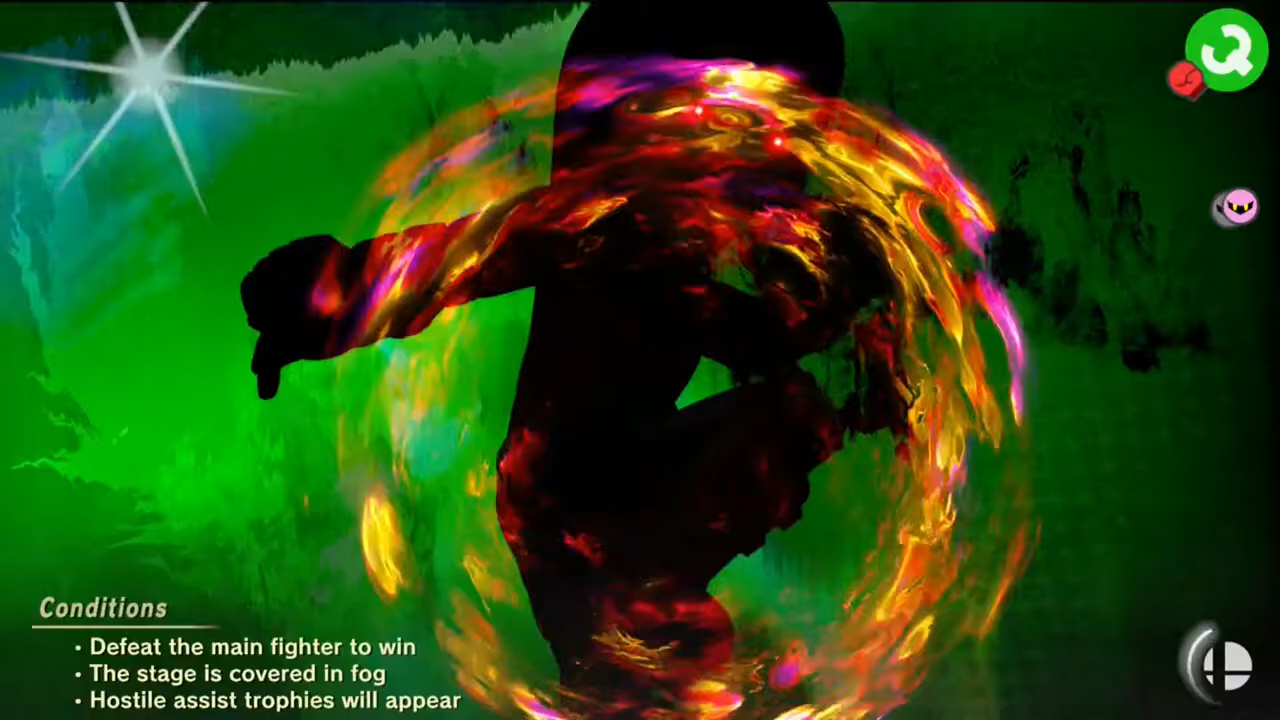 Conditions
• Defeat the main fighter to win
• The stage is covered in fog
• Hostile assist trophies will appear